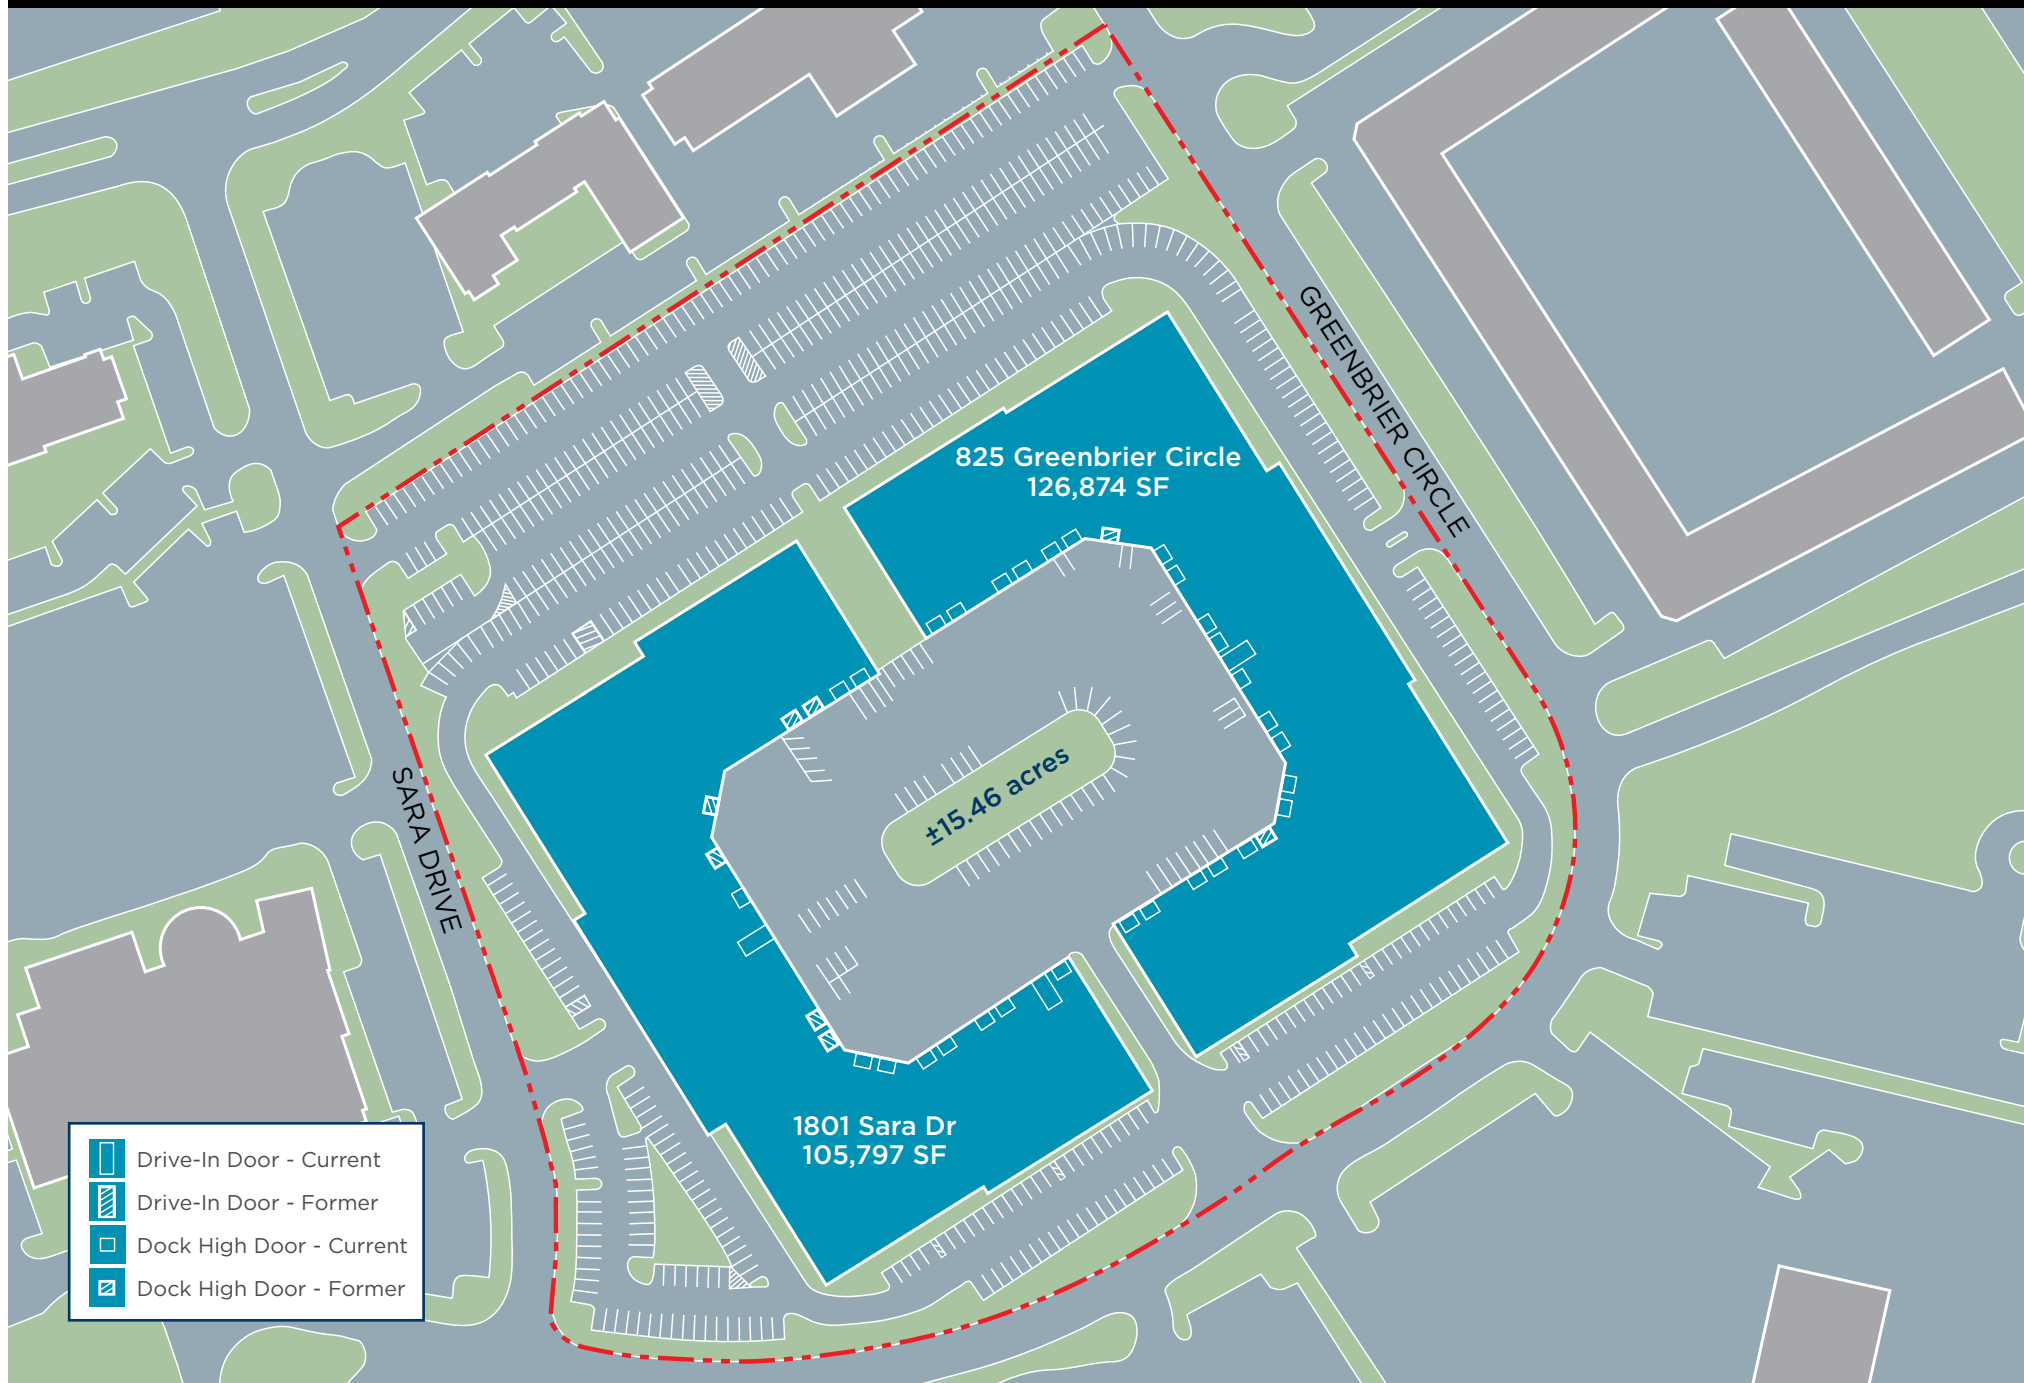 825 Greenbrier Circle
126,874 SF
GREENBRIER CIRCLE
±15.46 acres
SARA DRIVE
1801 Sara Dr
105,797 SF
Drive-In Door - Current
Drive-In Door - Former
Dock High Door - Current
Dock High Door - Former